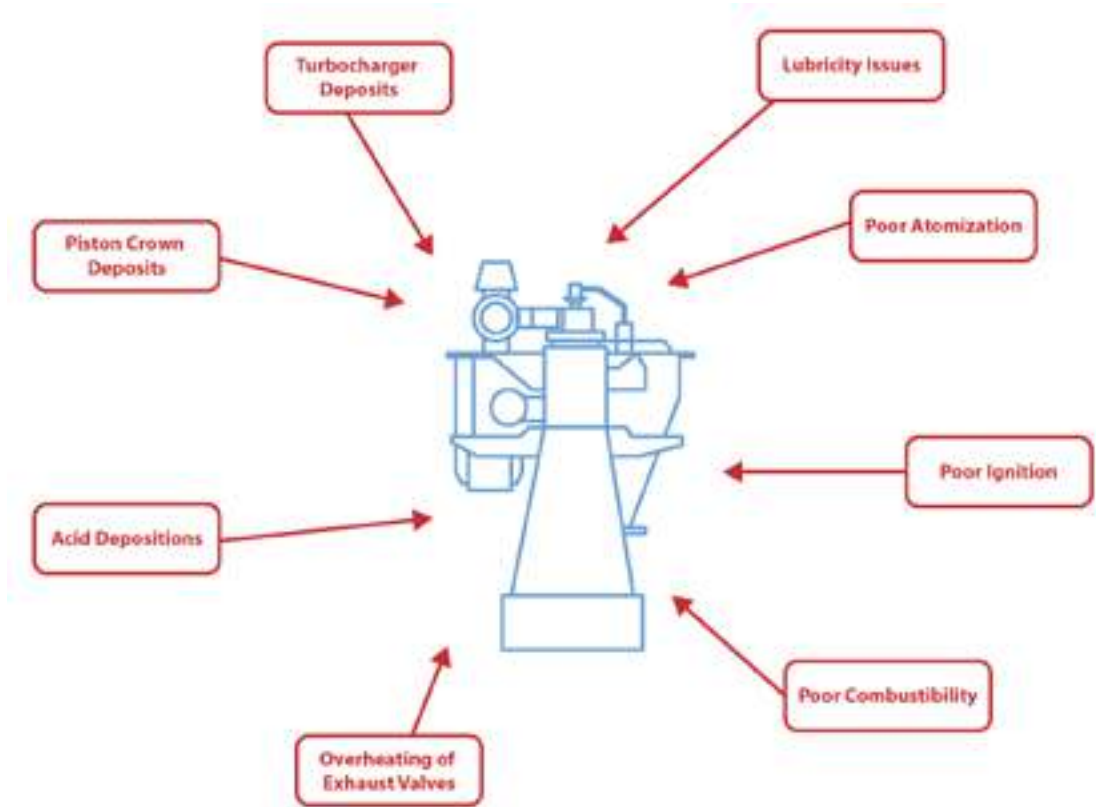 Turbocharger
Deposits
Lubricity Issues
Piston Crown
Deposits
Poor Atomization
Poor Ignition
Acid Depositions
Poor Combustibility
Overheating of
Exhaust Valves